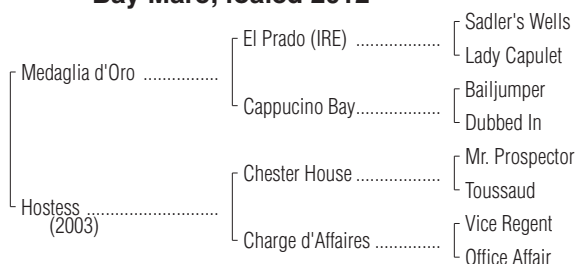 Bay Mare; foaled 2012
Sadler's Wells
El Prado (IRE) ..................
Lady Capulet
Medaglia d'Oro ................
Bailjumper
Cappucino Bay..................
Dubbed In
Mr. Prospector
Chester House ..................
Toussaud
Hostess ............................
(2003)
Vice Regent
Charge d'Affaires ...............
Office Affair